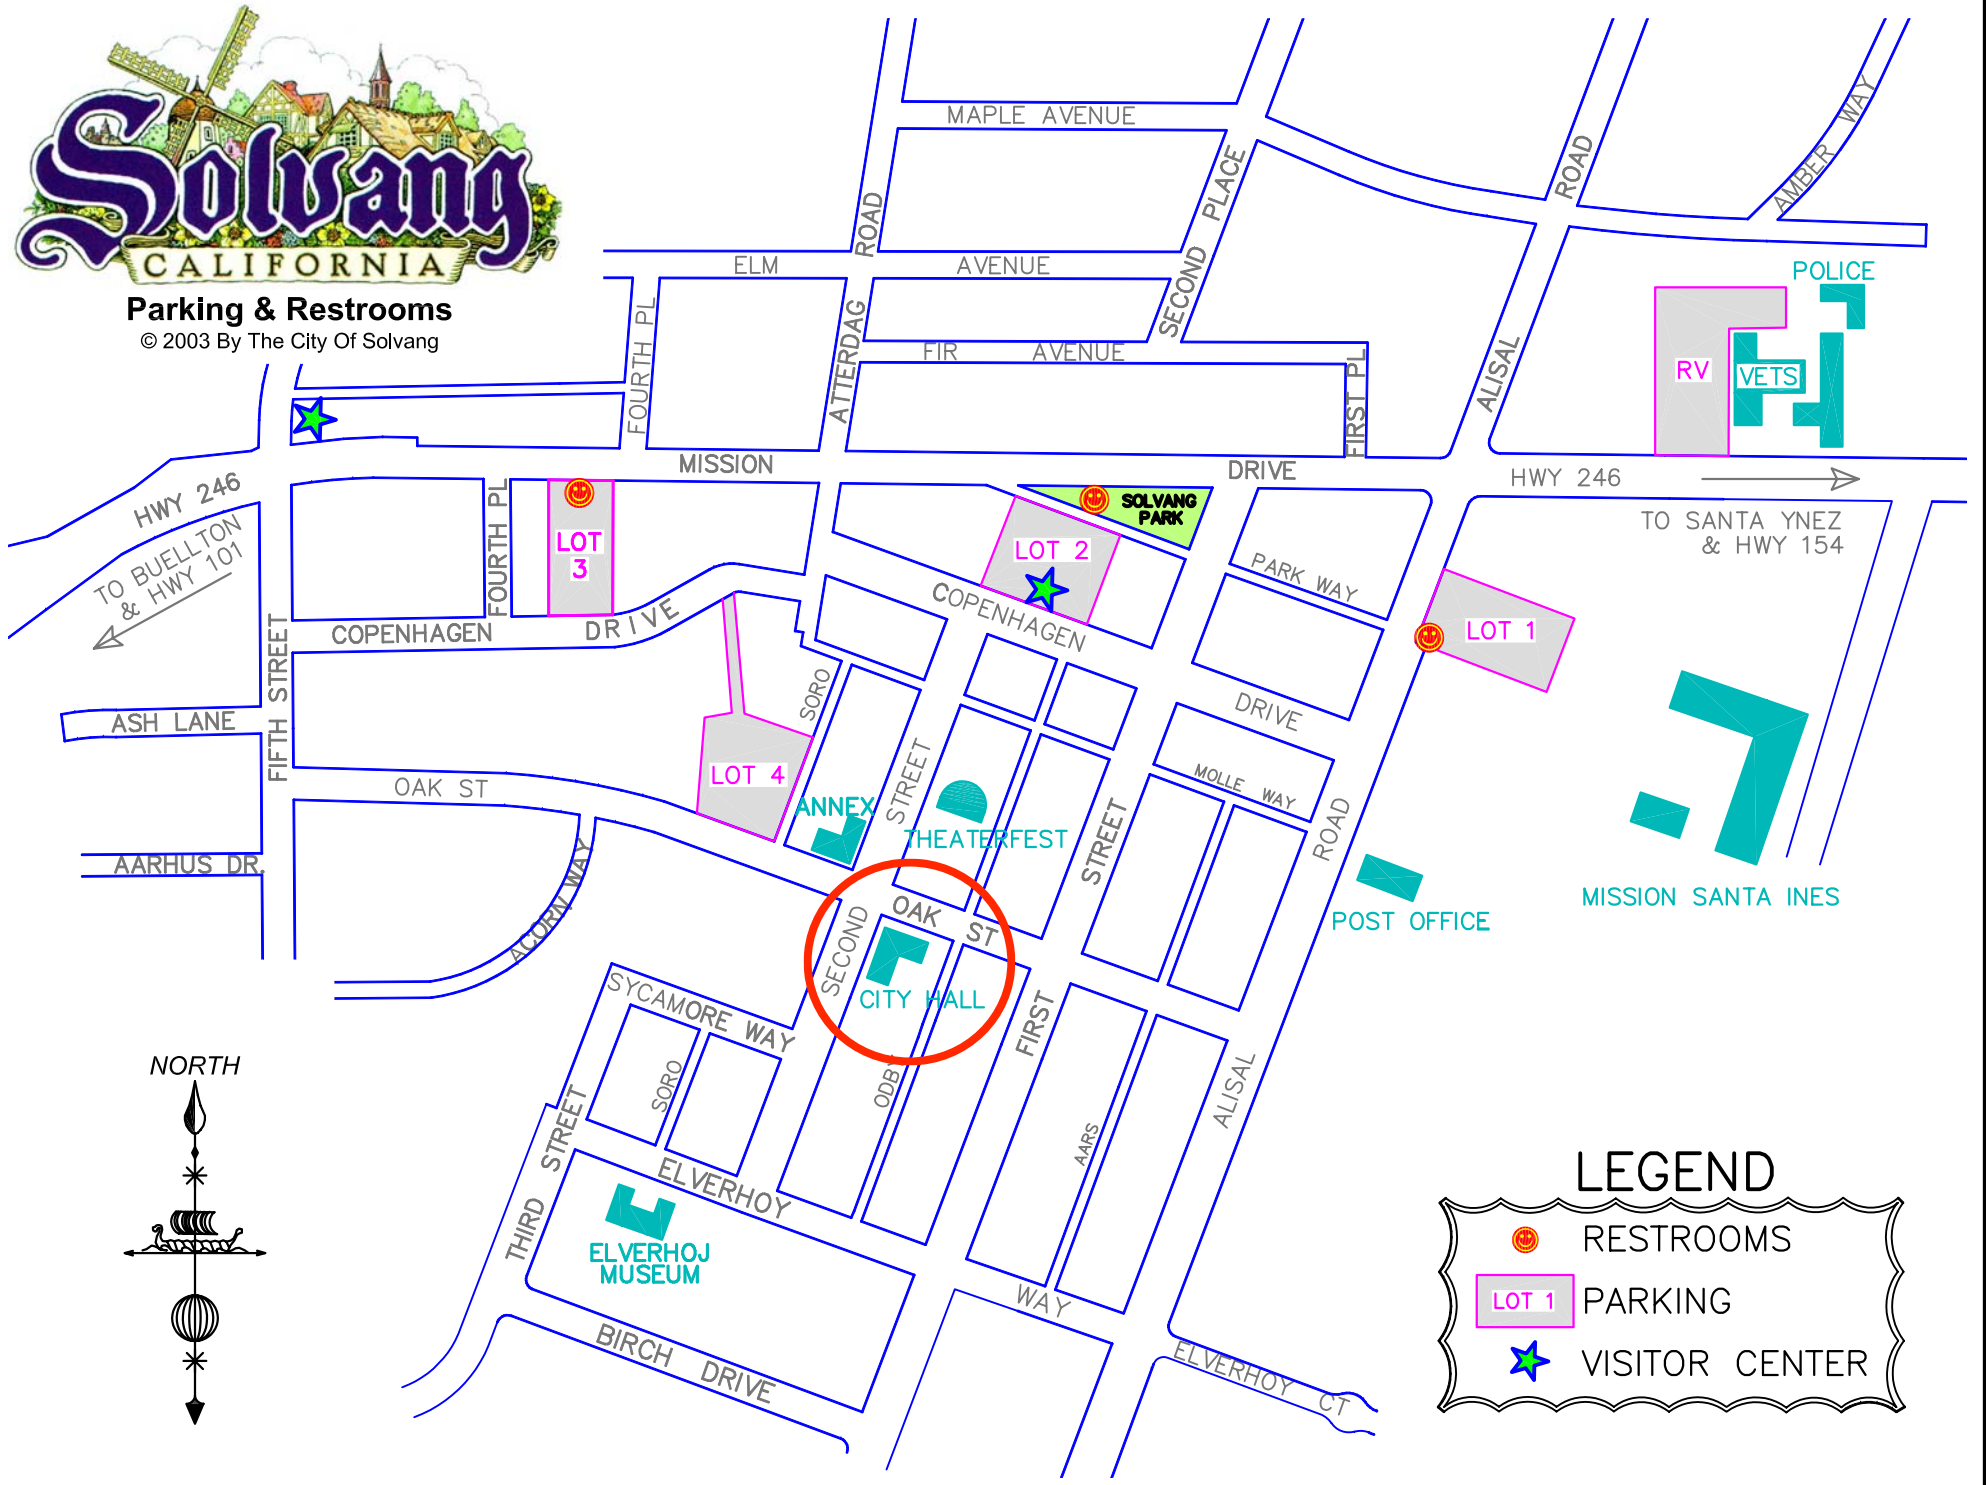 Solvang
CALIFORNIA
Parking & Restrooms
© 2003 By The City Of Solvang
MAPLE AVENUE
ROAD
SECOND PLACE
ROAD
AMBER WAY
ELM AVENUE
POLICE
FOURTH PL
ATTERDAG
FIR AVENUE
FIRST PL
ALISAL
RV
VETS
MISSION DRIVE
HWY 246
HWY 246
TO SANTA YNEZ
& HWY 154
TO BUELLTON
& HWY 101
FOURTH PL
LOT
3
SOLVANG
PARK
LOT 2
PARK WAY
COPENHAGEN DRIVE
COPENHAGEN
DRIVE
LOT 1
FIFTH STREET
ASH LANE
SORO
OAK ST
LOT 4
ANNEX
STREET
THEATERFEST
STREET
MOLLE WAY
ROAD
AARHUS DR.
ACORN WAY
OAK ST
POST OFFICE
MISSION SANTA INES
SECOND
CITY HALL
SYCAMORE WAY
FIRST
SORO
ODB
ALISAL
AARS
NORTH
THIRD STREET
ELVERHOY
ELVERHOJ
MUSEUM
WAY
BIRCH DRIVE
ELVERHOY CT
LEGEND
RESTROOMS
LOT 1 PARKING
VISITOR CENTER